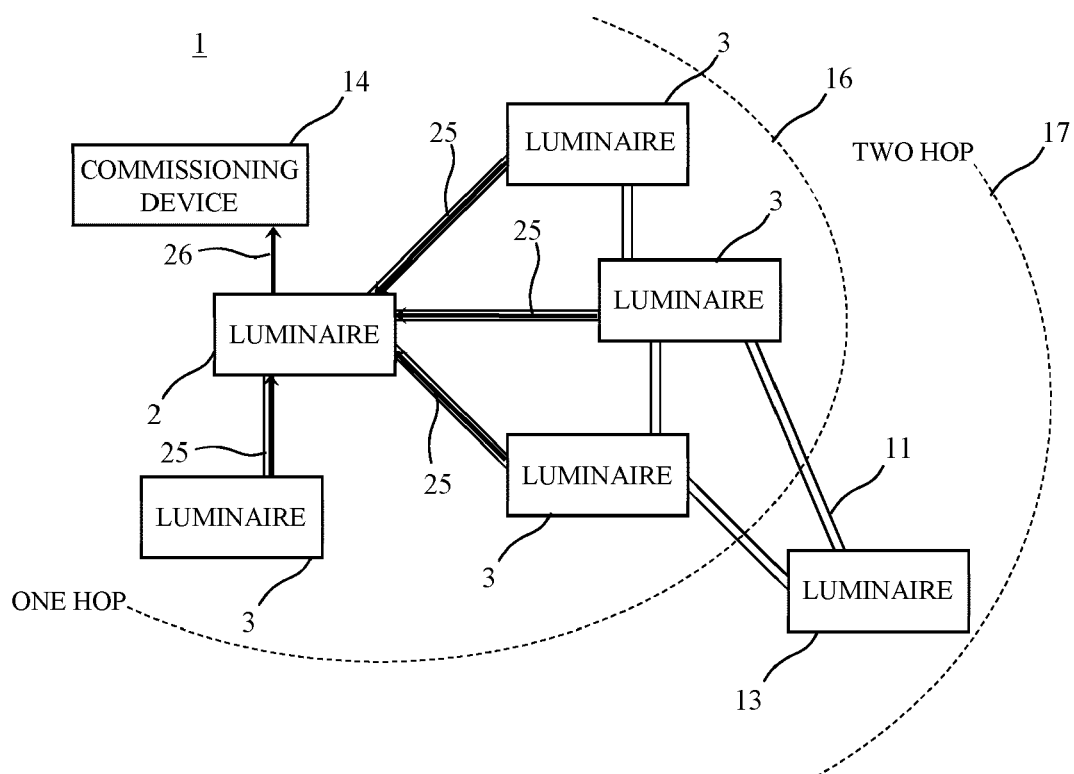 1
3
14
16
25
LUMINAIRE
17
TWO HOP
COMMISSIONING
DEVICE
3
25
26
LUMINAIRE
LUMINAIRE
2
25
25
LUMINAIRE
11
LUMINAIRE
3
3
LUMINAIRE
ONE HOP
13